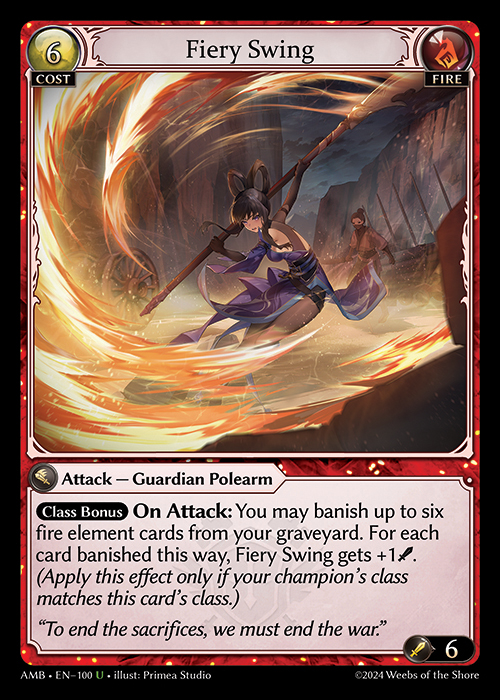 6
COST
Fiery Swing
FIRE
Attack — Guardian Polearm
Class Bonus On Attack: You may banish up to six
fire element cards from your graveyard. For each
card banished this way, Fiery Swing gets +1.
(Apply this effect only if your champion's class
matches this card's class.)
"To end the sacrifices, we must end the war."
6
AMB • EN–100 U • illust: Primea Studio
©2024 Weebs of the Shore